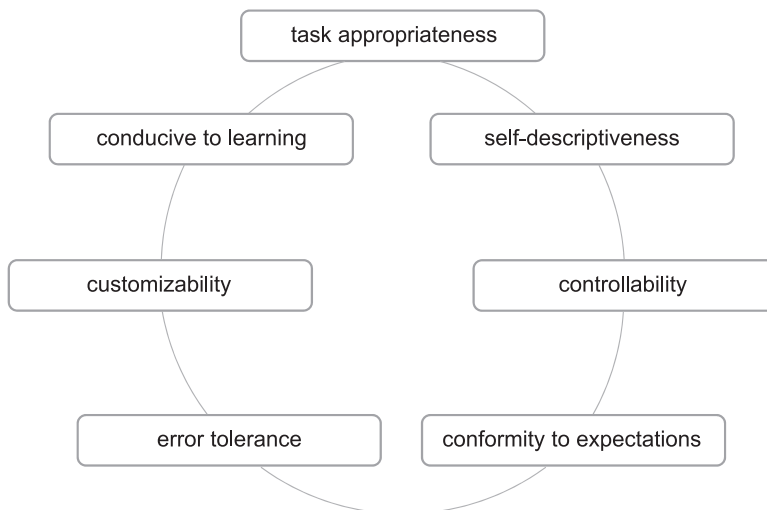 task appropriateness
conducive to learning
self-descriptiveness
customizability
controllability
error tolerance
conformity to expectations